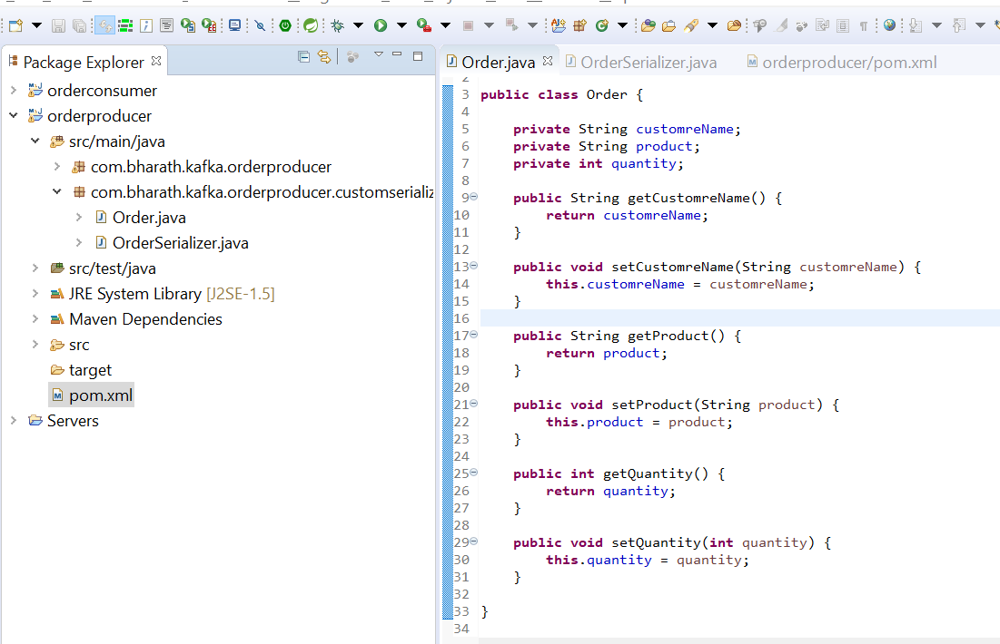 Package Explorer
orderconsumer
orderproducer
src/main/java
com.bharath.kafka.orderproducer
com.bharath.kafka.orderproducer.customserializ
Order.java
OrderSerializer.java
src/test/java
JRE System Library [J2SE-1.5]
Maven Dependencies
src
target
pom.xml
Servers
Order.java OrderSerializer.java orderproducer/pom.xml
2
3 public class Order {
4
5 private String customreName;
6 private String product;
7 private int quantity;
8
9 public String getCustomreName() {
10 return customreName;
11 }
12
13 public void setCustomreName(String customreName) {
14 this.customreName = customreName;
15 }
16
17 public String getProduct() {
18 return product;
19 }
20
21 public void setProduct(String product) {
22 this.product = product;
23 }
24
25 public int getQuantity() {
26 return quantity;
27 }
28
29 public void setQuantity(int quantity) {
30 this.quantity = quantity;
31 }
32
33 }
34